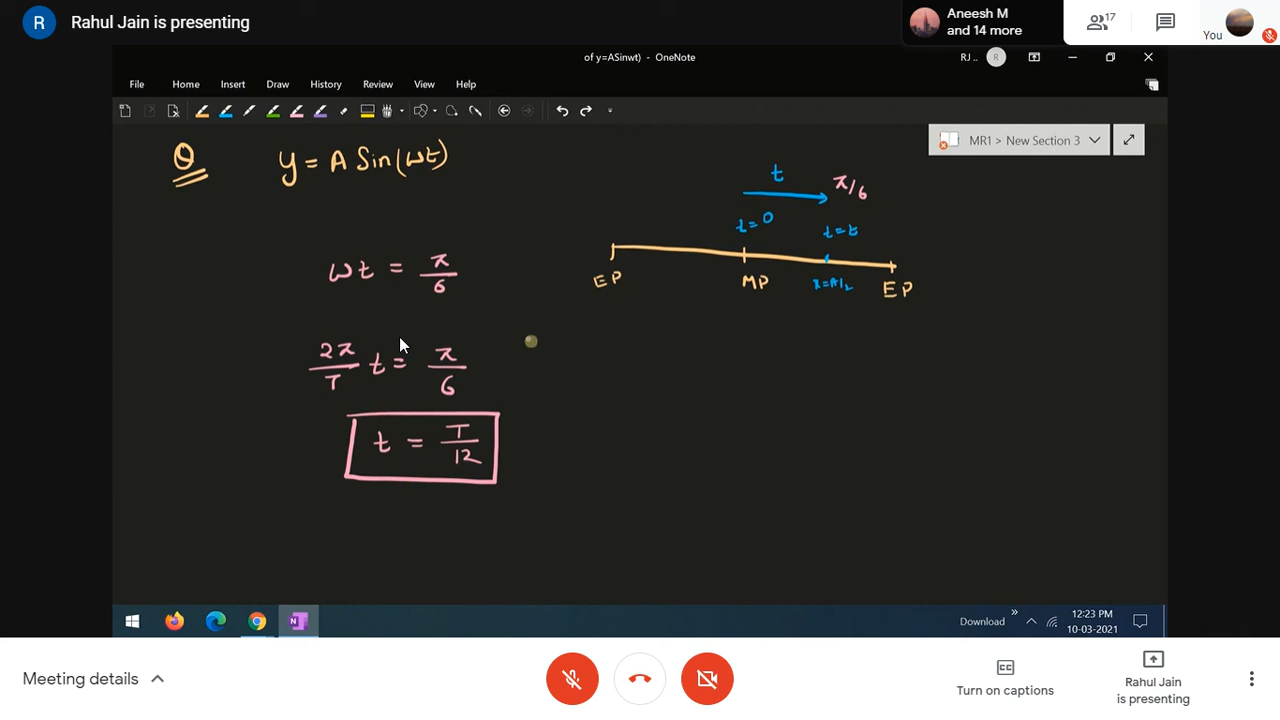 R Rahul Jain is presenting
Aneesh M
and 14 more
17
You
of y=ASinwt) - OneNote
RJ ..
R
File Home Insert Draw History Review View Help
MR1 > New Section 3
Q y = A Sin(ωt)
t π/6
t=0 t=t
EP MP x=A/2 EP
ωt = π/6
2π/T t = π/6
t = T/12
Download
12:23 PM
10-03-2021
Meeting details
CC
Turn on captions
Rahul Jain
is presenting